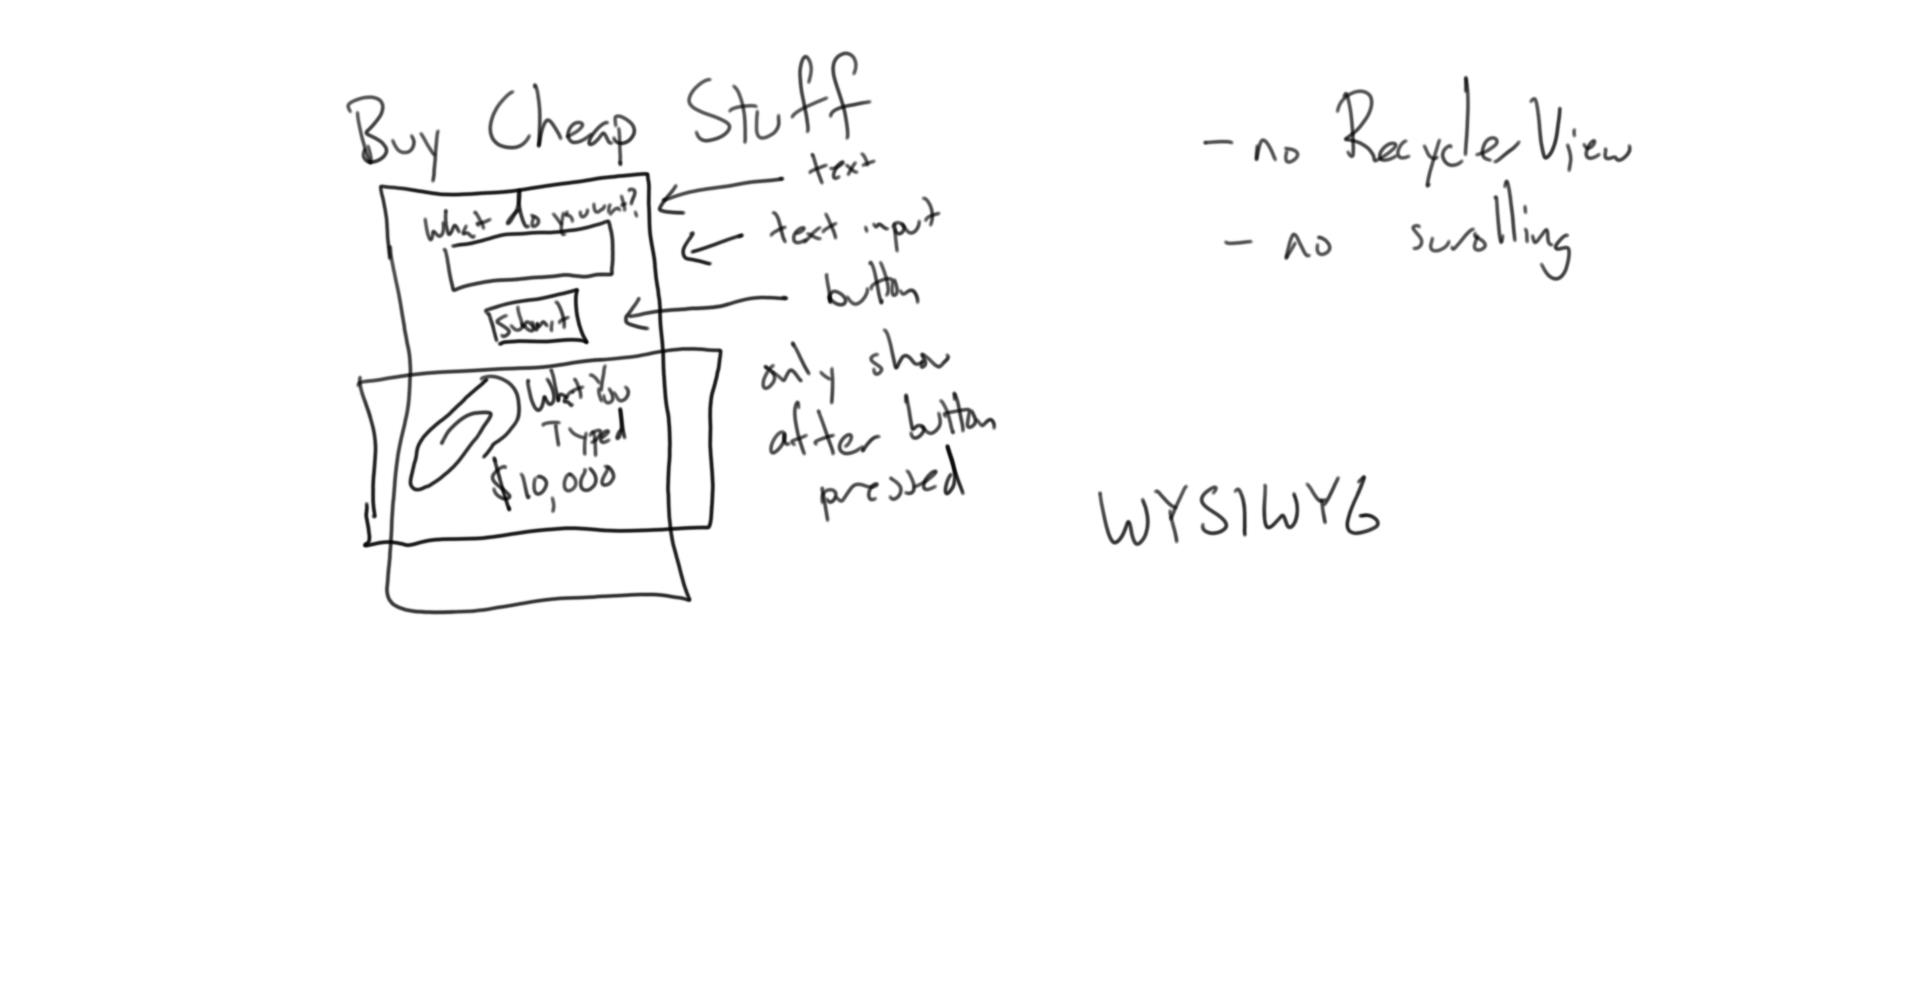 Buy Cheap Stuff
What do you want?
Submit
What You
Typed
$10,000
text
text input
button
only show
after button
pressed
- no RecyclerView
- no scrolling
WYSIWYG